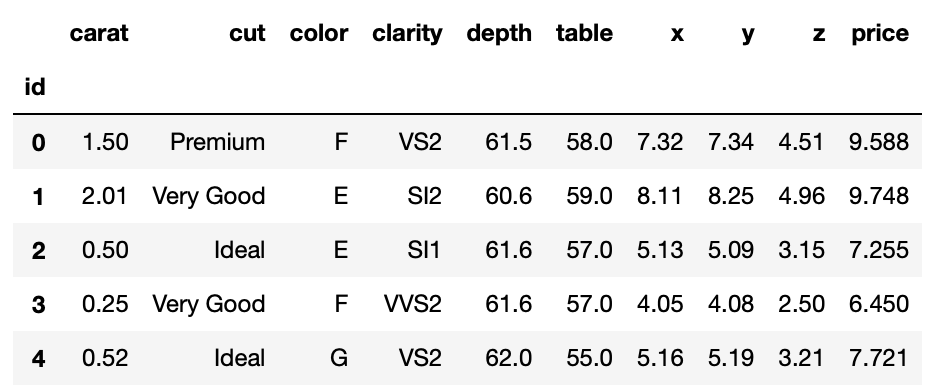 carat cut color clarity depth table x y z price
id
0 1.50 Premium F VS2 61.5 58.0 7.32 7.34 4.51 9.588
1 2.01 Very Good E SI2 60.6 59.0 8.11 8.25 4.96 9.748
2 0.50 Ideal E SI1 61.6 57.0 5.13 5.09 3.15 7.255
3 0.25 Very Good F VVS2 61.6 57.0 4.05 4.08 2.50 6.450
4 0.52 Ideal G VS2 62.0 55.0 5.16 5.19 3.21 7.721